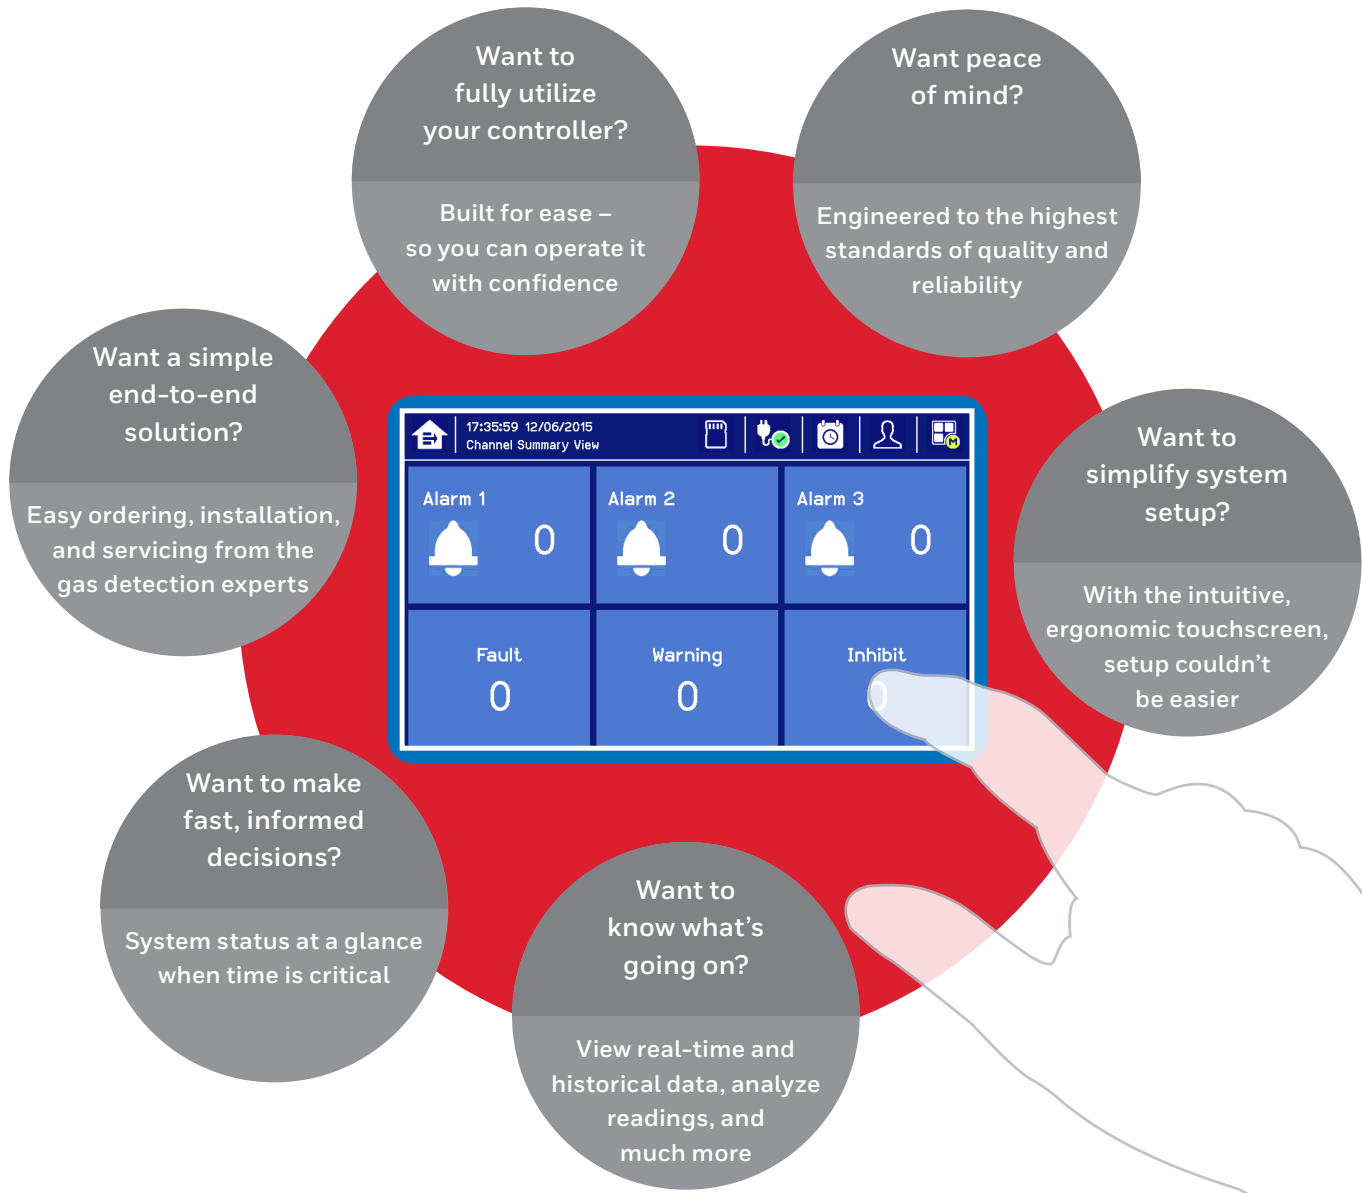 Want to
fully utilize
your controller?
Built for ease –
so you can operate it
with confidence
Want peace
of mind?
Engineered to the highest
standards of quality and
reliability
Want a simple
end-to-end
solution?
Easy ordering, installation,
and servicing from the
gas detection experts
17:35:59 12/06/2015
Channel Summary View
M
Alarm 1
0
Alarm 2
0
Alarm 3
0
Fault
0
Warning
0
Inhibit
0
Want to
simplify system
setup?
With the intuitive,
ergonomic touchscreen,
setup couldn’t
be easier
Want to make
fast, informed
decisions?
System status at a glance
when time is critical
Want to
know what’s
going on?
View real-time and
historical data, analyze
readings, and
much more